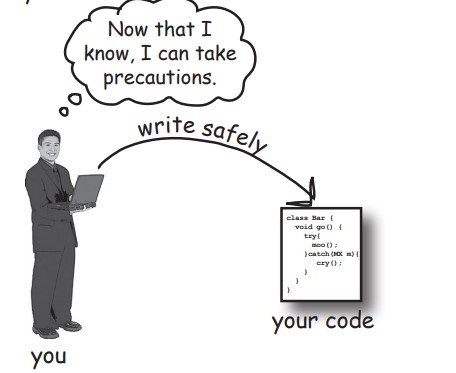 Now that I
know, I can take
precautions.
write safely
class Bar {
void go() {
try{
moo();
}catch(MX m){
cry();
}
}
}
your code
you